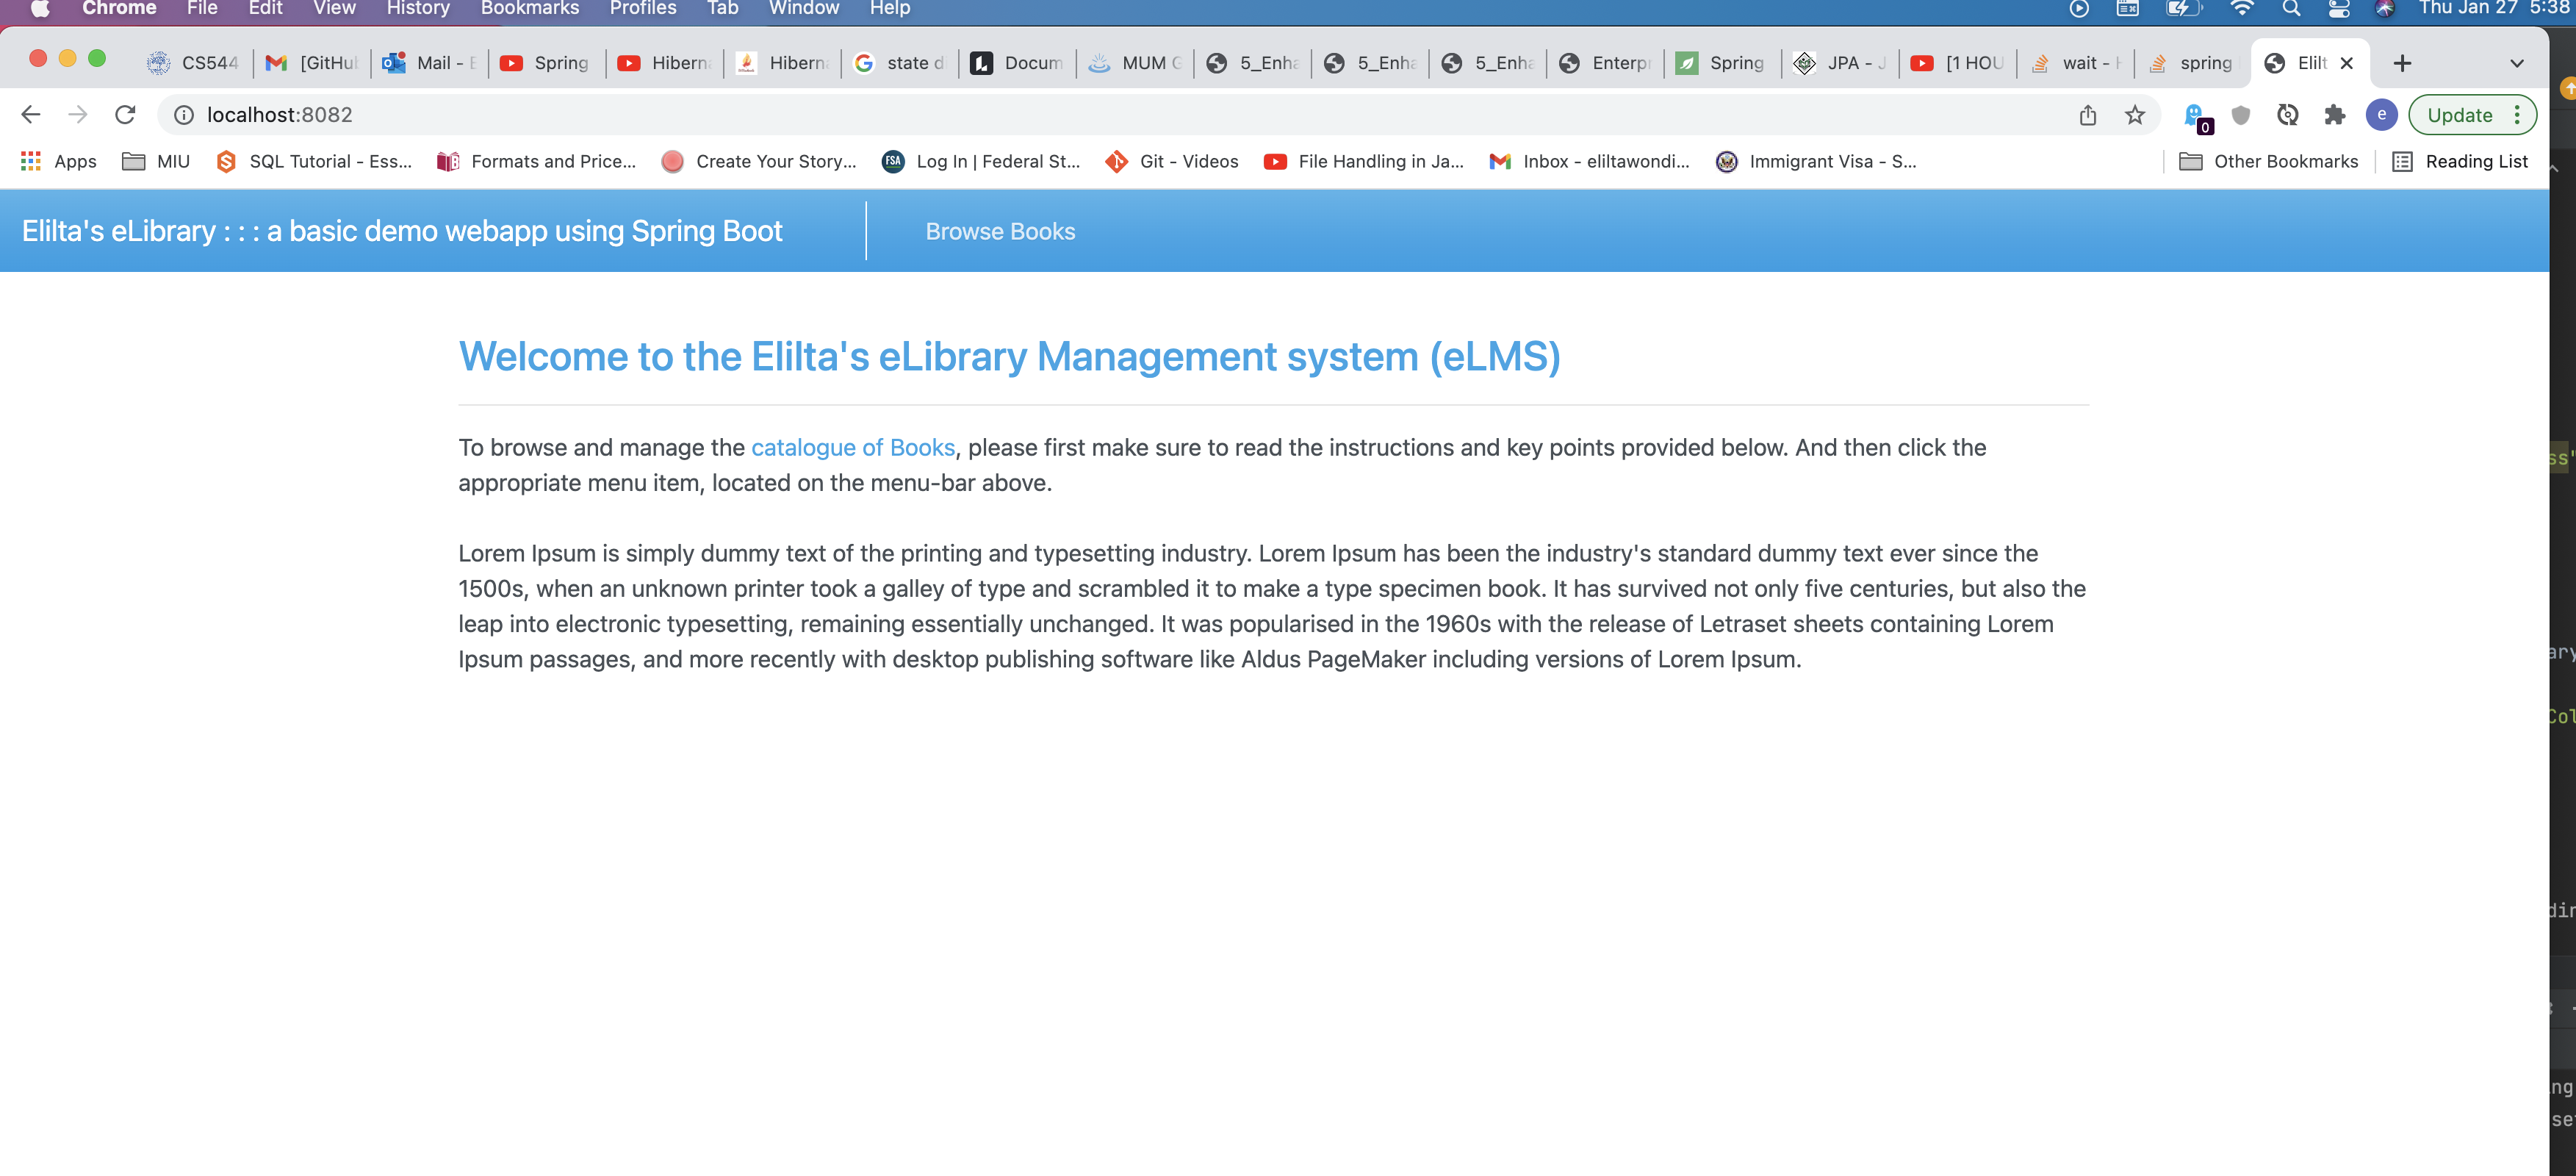 Chrome File Edit View History Bookmarks Profiles Tab Window Help Thu Jan 27 5:38
CS544 [GitHu Mail - Spring Hibern Hibern state d Docum MUM 5_Enha 5_Enha 5_Enha Enterp Spring JPA - [1 HOU wait - spring Elilt
localhost:8082 0 e Update
Apps MIU SQL Tutorial - Ess... Formats and Price... Create Your Story... FSA Log In | Federal St... Git - Videos File Handling in Ja... Inbox - eliltawondi... Immigrant Visa - S... Other Bookmarks Reading List
Elilta's eLibrary : : : a basic demo webapp using Spring Boot Browse Books
Welcome to the Elilta's eLibrary Management system (eLMS)
To browse and manage the catalogue of Books, please first make sure to read the instructions and key points provided below. And then click the
appropriate menu item, located on the menu-bar above.
Lorem Ipsum is simply dummy text of the printing and typesetting industry. Lorem Ipsum has been the industry's standard dummy text ever since the
1500s, when an unknown printer took a galley of type and scrambled it to make a type specimen book. It has survived not only five centuries, but also the
leap into electronic typesetting, remaining essentially unchanged. It was popularised in the 1960s with the release of Letraset sheets containing Lorem
Ipsum passages, and more recently with desktop publishing software like Aldus PageMaker including versions of Lorem Ipsum.